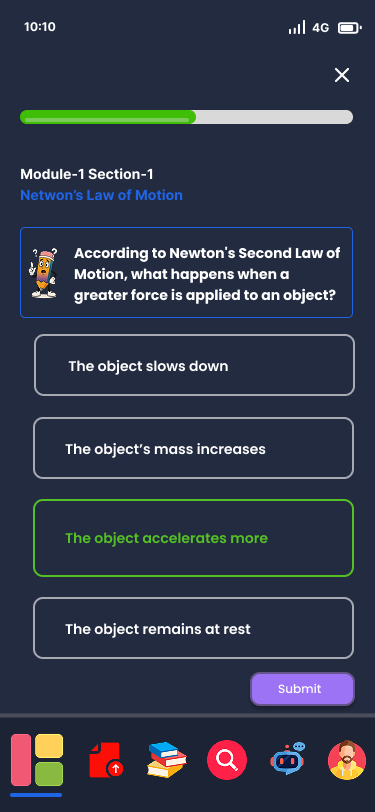 10:10
4G
Module-1 Section-1
Netwon's Law of Motion
According to Newton's Second Law of
Motion, what happens when a
greater force is applied to an object?
The object slows down
The object’s mass increases
The object accelerates more
The object remains at rest
Submit